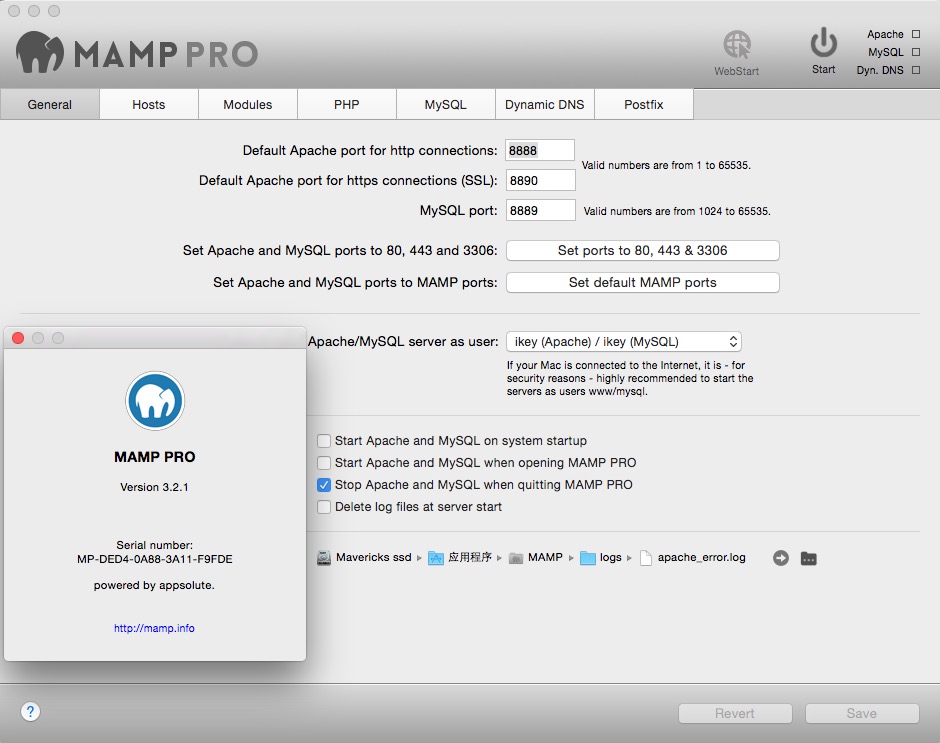 MAMP PRO
WebStart
Start
Apache
MySQL
Dyn. DNS
General Hosts Modules PHP MySQL Dynamic DNS Postfix
Default Apache port for http connections: 8888
Valid numbers are from 1 to 65535.
Default Apache port for https connections (SSL): 8890
MySQL port: 8889 Valid numbers are from 1024 to 65535.
Set Apache and MySQL ports to 80, 443 and 3306: Set ports to 80, 443 & 3306
Set Apache and MySQL ports to MAMP ports: Set default MAMP ports
Apache/MySQL server as user: ikey (Apache) / ikey (MySQL)
If your Mac is connected to the Internet, it is - for
security reasons - highly recommended to start the
servers as users www/mysql.
Start Apache and MySQL on system startup
Start Apache and MySQL when opening MAMP PRO
Stop Apache and MySQL when quitting MAMP PRO
Delete log files at server start
Mavericks ssd 应用程序 MAMP logs apache_error.log
MAMP PRO
Version 3.2.1
Serial number:
MP-DED4-0A88-3A11-F9FDE
powered by appsolute.
http://mamp.info
?
Revert Save